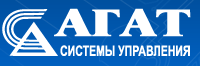 АГАТ
СИСТЕМЫ УПРАВЛЕНИЯ